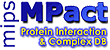 mips
MPact
Protein Interaction
& Complex DB